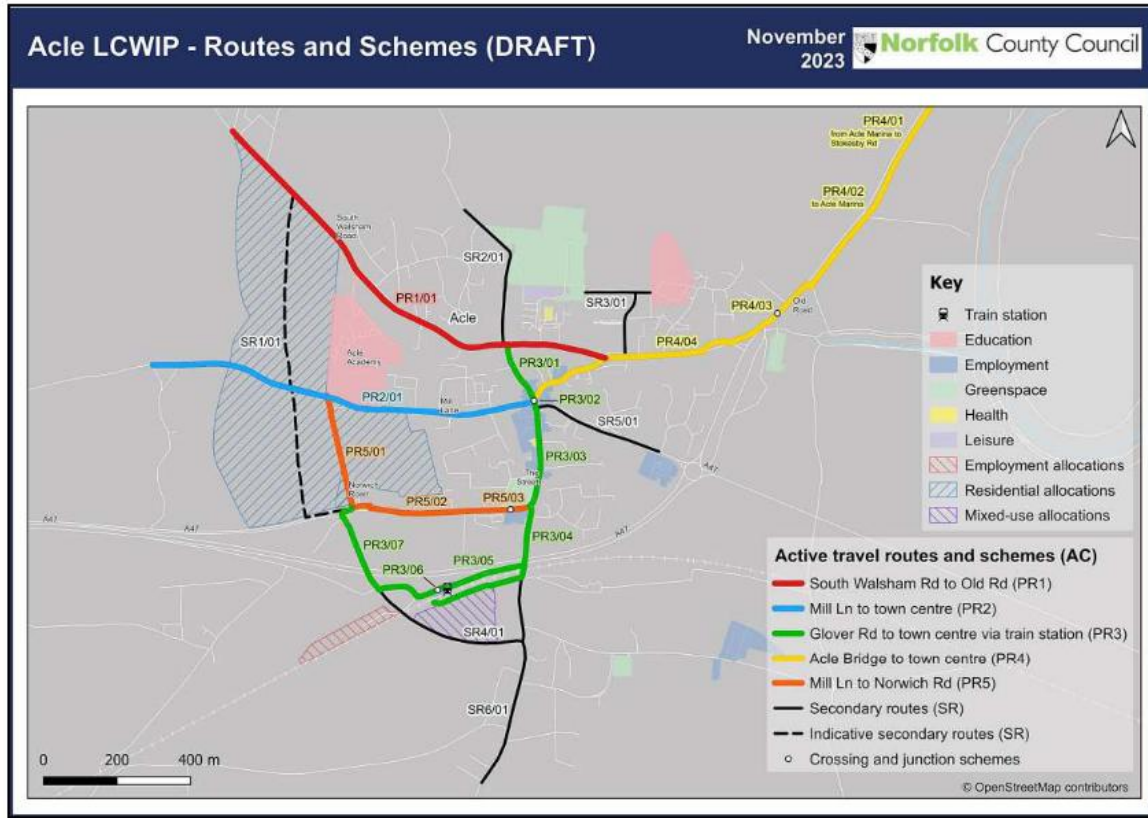 Acle LCWIP - Routes and Schemes (DRAFT)
November
2023
Norfolk County Council
PR4/01
from Acle Marina to
Stokesby Rd
PR4/02
to Acle Marina
South
Walsham
Road
SR2/01
SR3/01
PR4/03
Old
Road
PR1/01
Acle
SR1/01
PR4/04
Acle
Academy
PR3/01
PR2/01
Mill
Lane
PR3/02
SR5/01
PR5/01
PR3/03
The
Street
A47
Norwich
Road
PR5/02
PR5/03
A47
A47
PR3/04
A47
PR3/07
PR3/05
PR3/06
SR4/01
SR6/01
Key
Train station
Education
Employment
Greenspace
Health
Leisure
Employment allocations
Residential allocations
Mixed-use allocations
Active travel routes and schemes (AC)
South Walsham Rd to Old Rd (PR1)
Mill Ln to town centre (PR2)
Glover Rd to town centre via train station (PR3)
Acle Bridge to town centre (PR4)
Mill Ln to Norwich Rd (PR5)
Secondary routes (SR)
Indicative secondary routes (SR)
Crossing and junction schemes
0 200 400 m
© OpenStreetMap contributors